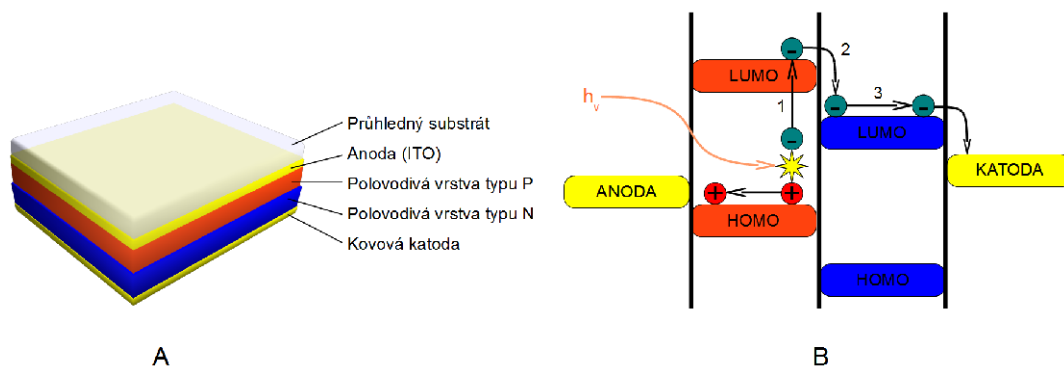 Průhledný substrát
Anoda (ITO)
Polovodivá vrstva typu P
Polovodivá vrstva typu N
Kovová katoda
A
2
LUMO
h_v
1
3
LUMO
ANODA
KATODA
HOMO
HOMO
B